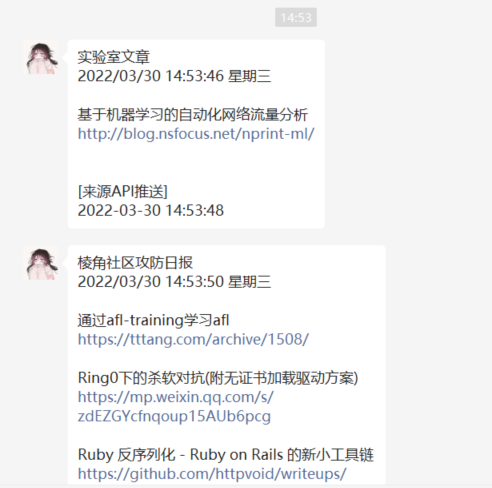 14:53
实验室文章
2022/03/30 14:53:46 星期三
基于机器学习的自动化网络流量分析
http://blog.nsfocus.net/nprint-ml/
[来源API推送]
2022-03-30 14:53:48
棱角社区攻防日报
2022/03/30 14:53:50 星期三
通过afl-training学习afl
https://tttang.com/archive/1508/
Ring0下的杀软对抗(附无证书加载驱动方案)
https://mp.weixin.qq.com/s/
zdEZGYcfnqoup15AUb6pcg
Ruby 反序列化 - Ruby on Rails 的新小工具链
https://github.com/httpvoid/writeups/